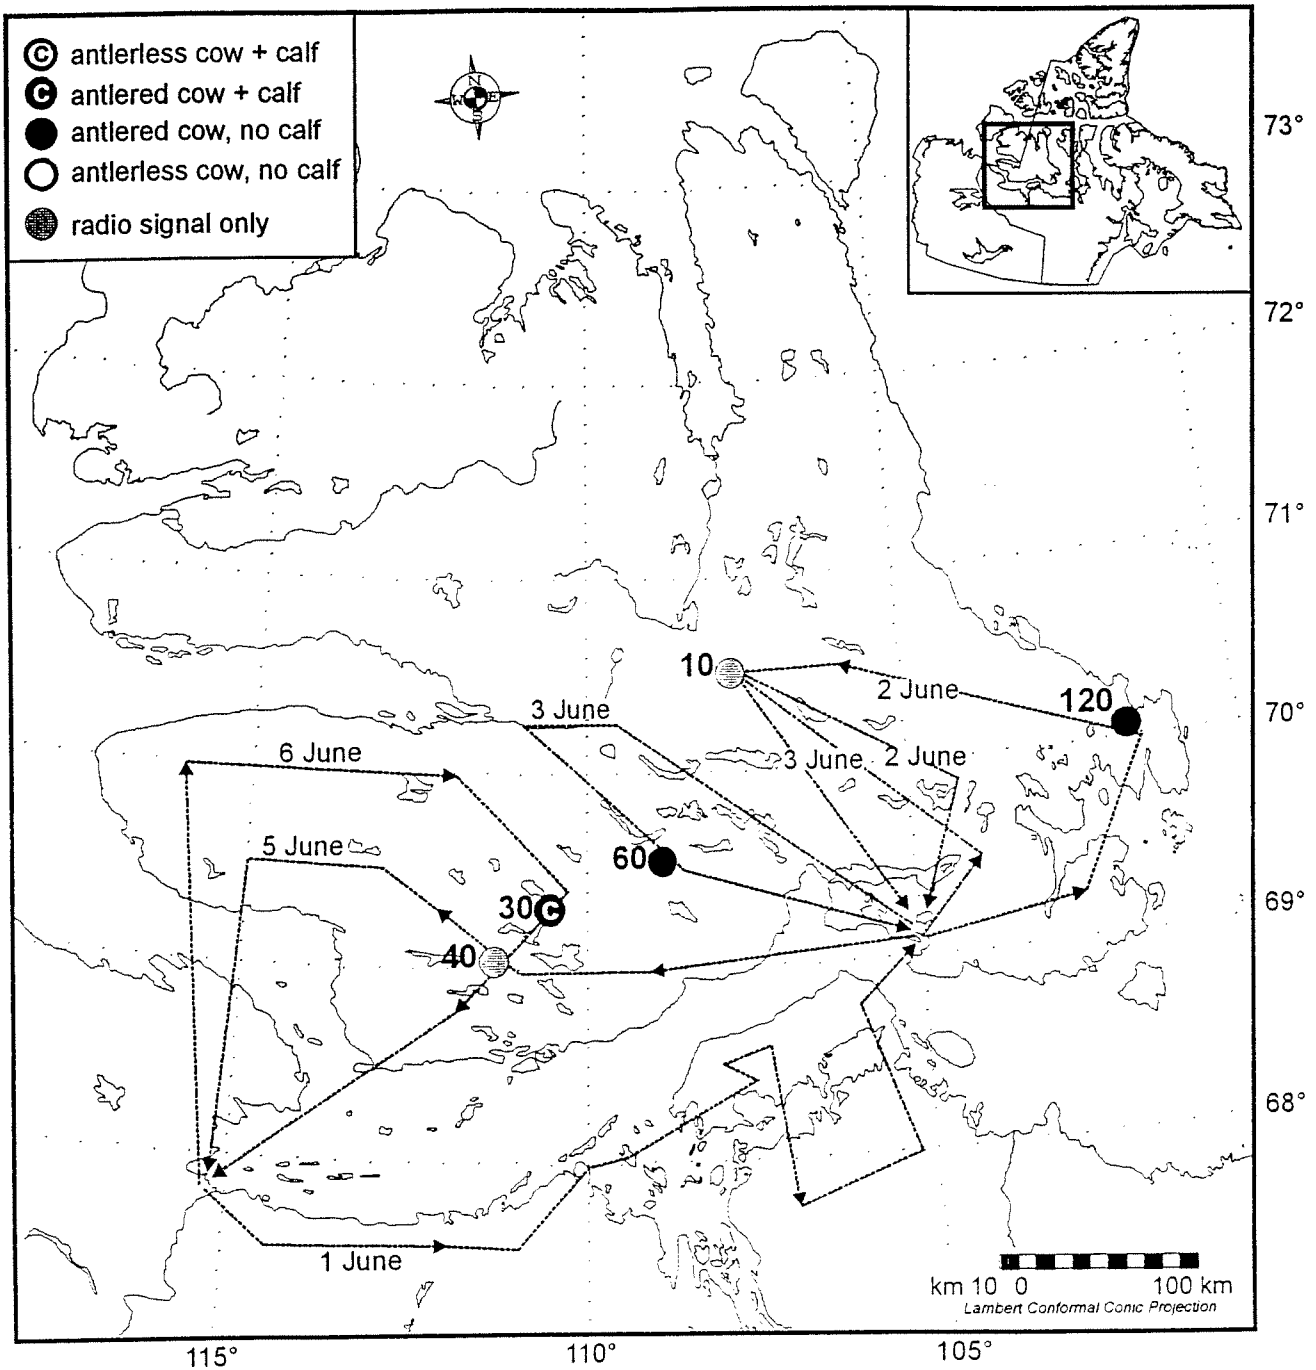 C antlerless cow + calf
C antlered cow + calf
antlered cow, no calf
antlerless cow, no calf
radio signal only
N
W E
S
73°
72°
71°
70°
69°
68°
10
2 June
120
3 June
6 June
3 June
2 June
5 June
60
30 C
40
1 June
km 10 0 100 km
Lambert Conformal Conic Projection
115° 110° 105°